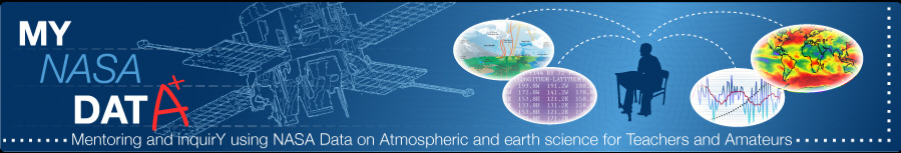 MY
NASA
DATA+
Mentoring and inquirY using NASA Data on Atmospheric and earth science for Teachers and Amateurs